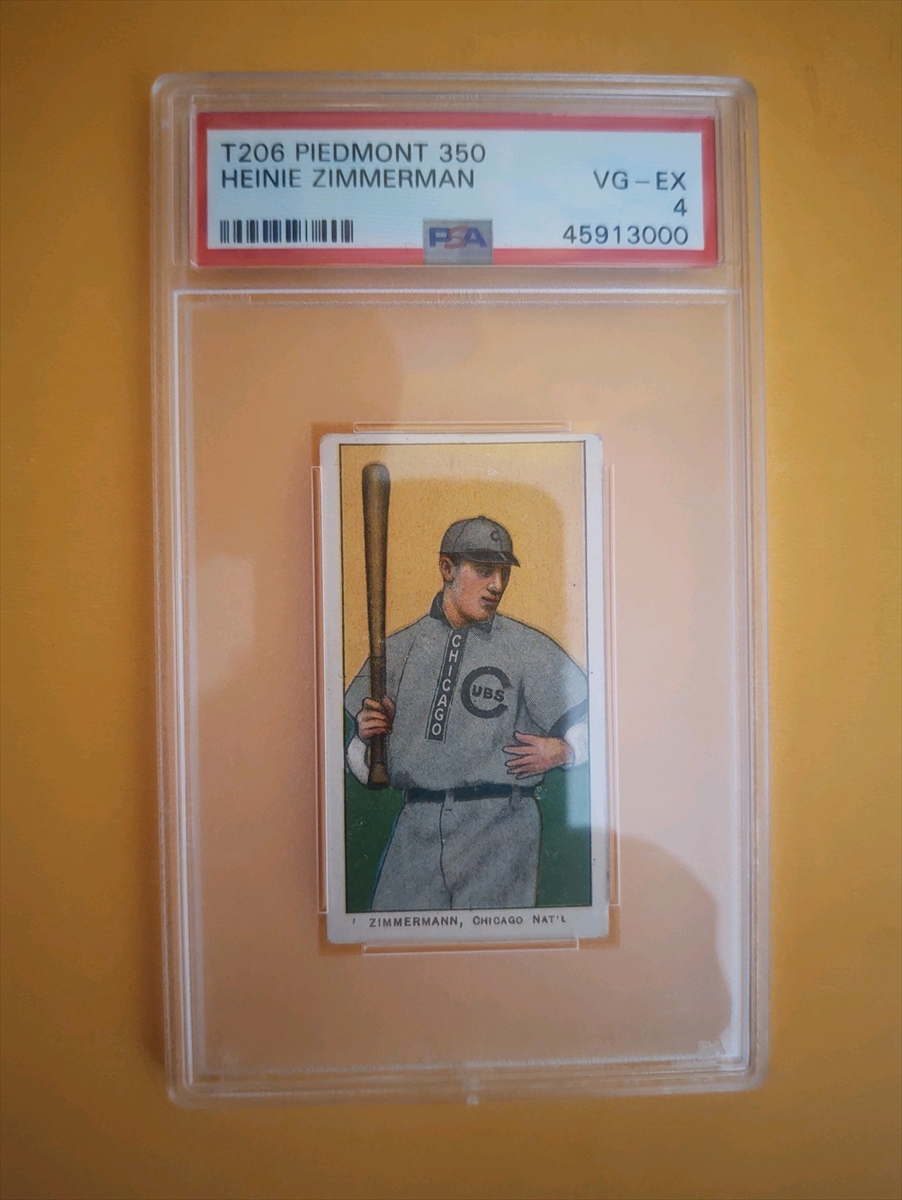 T206 PIEDMONT 350
HEINIE ZIMMERMAN
VG-EX
4
PSA
45913000
C
CHICAGO
CUBS
ZIMMERMANN, CHICAGO NAT'L